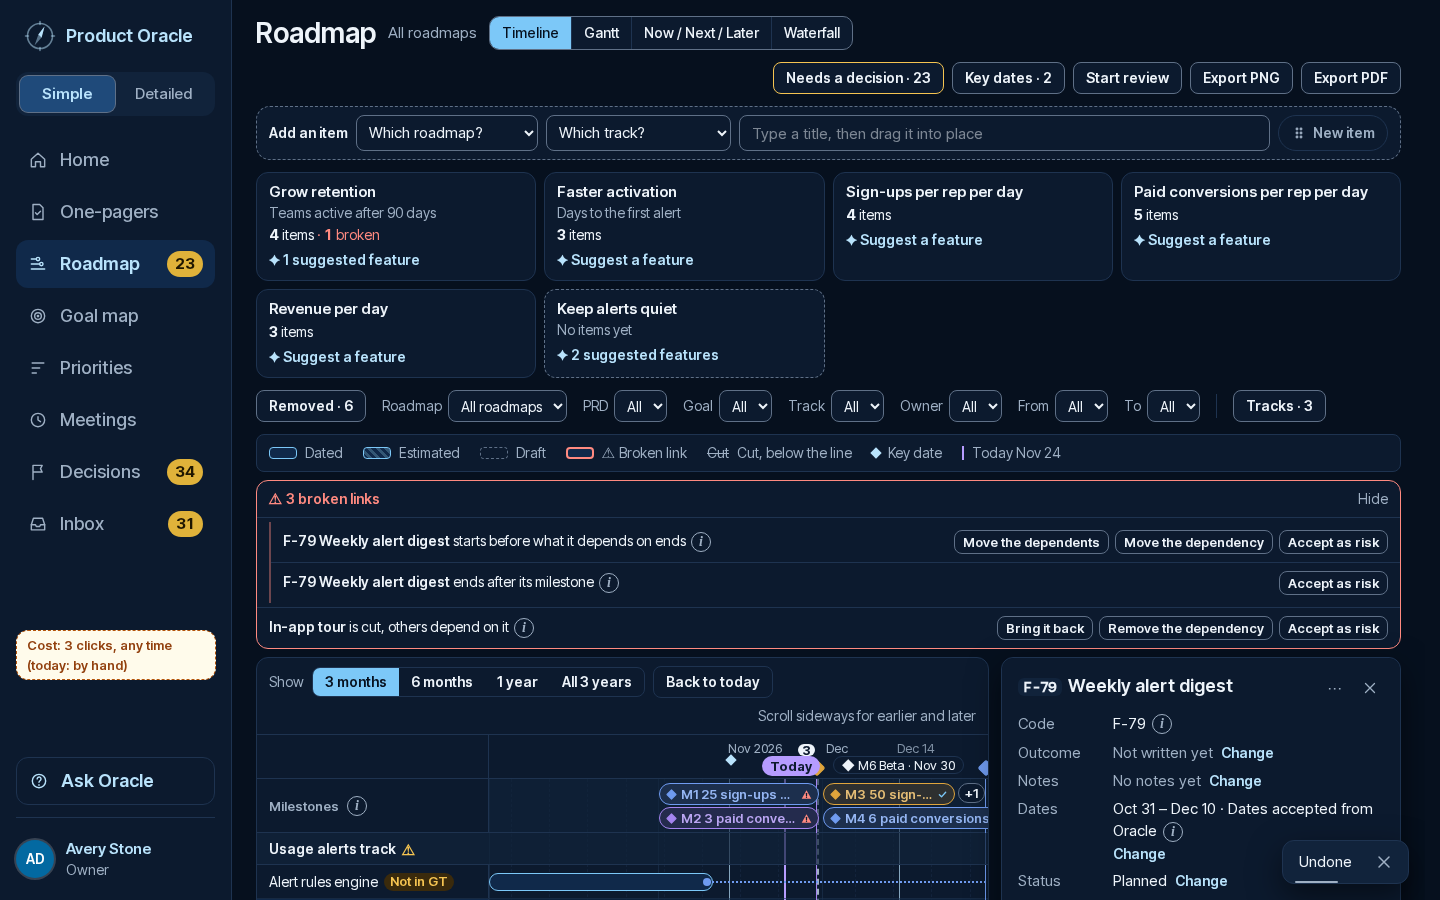 Product Oracle
Simple Detailed
Home
One-pagers
Roadmap 23
Goal map
Priorities
Meetings
Decisions 34
Inbox 31
Cost: 3 clicks, any time
(today: by hand)
Ask Oracle
AD Avery Stone
Owner
Roadmap All roadmaps Timeline Gantt Now / Next / Later Waterfall
Needs a decision · 23 Key dates · 2 Start review Export PNG Export PDF
Add an item Which roadmap? Which track? Type a title, then drag it into place New item
Grow retention
Teams active after 90 days
4 items · 1 broken
✦ 1 suggested feature
Faster activation
Days to the first alert
3 items
✦ Suggest a feature
Sign-ups per rep per day
4 items
✦ Suggest a feature
Paid conversions per rep per day
5 items
✦ Suggest a feature
Revenue per day
3 items
✦ Suggest a feature
Keep alerts quiet
No items yet
✦ 2 suggested features
Removed · 6 Roadmap All roadmaps PRD All Goal All Track All Owner All From All To All Tracks · 3
Dated Estimated Draft ⚠ Broken link Cut Cut, below the line ◆ Key date Today Nov 24
⚠ 3 broken links Hide
F-79 Weekly alert digest starts before what it depends on ends i Move the dependents Move the dependency Accept as risk
F-79 Weekly alert digest ends after its milestone i Accept as risk
In-app tour is cut, others depend on it i Bring it back Remove the dependency Accept as risk
Show 3 months 6 months 1 year All 3 years Back to today
Scroll sideways for earlier and later
Nov 2026 3 Dec Dec 14
Today ◆ M6 Beta · Nov 30
Milestones i ◆ M1 25 sign-ups ... ⚠ ◆ M3 50 sign-... ✓ +1
◆ M2 3 paid conve... ⚠ ◆ M4 6 paid conversions
Usage alerts track ⚠
Alert rules engine Not in GT
F-79 Weekly alert digest ... ×
Code F-79 i
Outcome Not written yet Change
Notes No notes yet Change
Dates Oct 31 – Dec 10 · Dates accepted from
Oracle i
Change
Status Planned Change
Undone ×